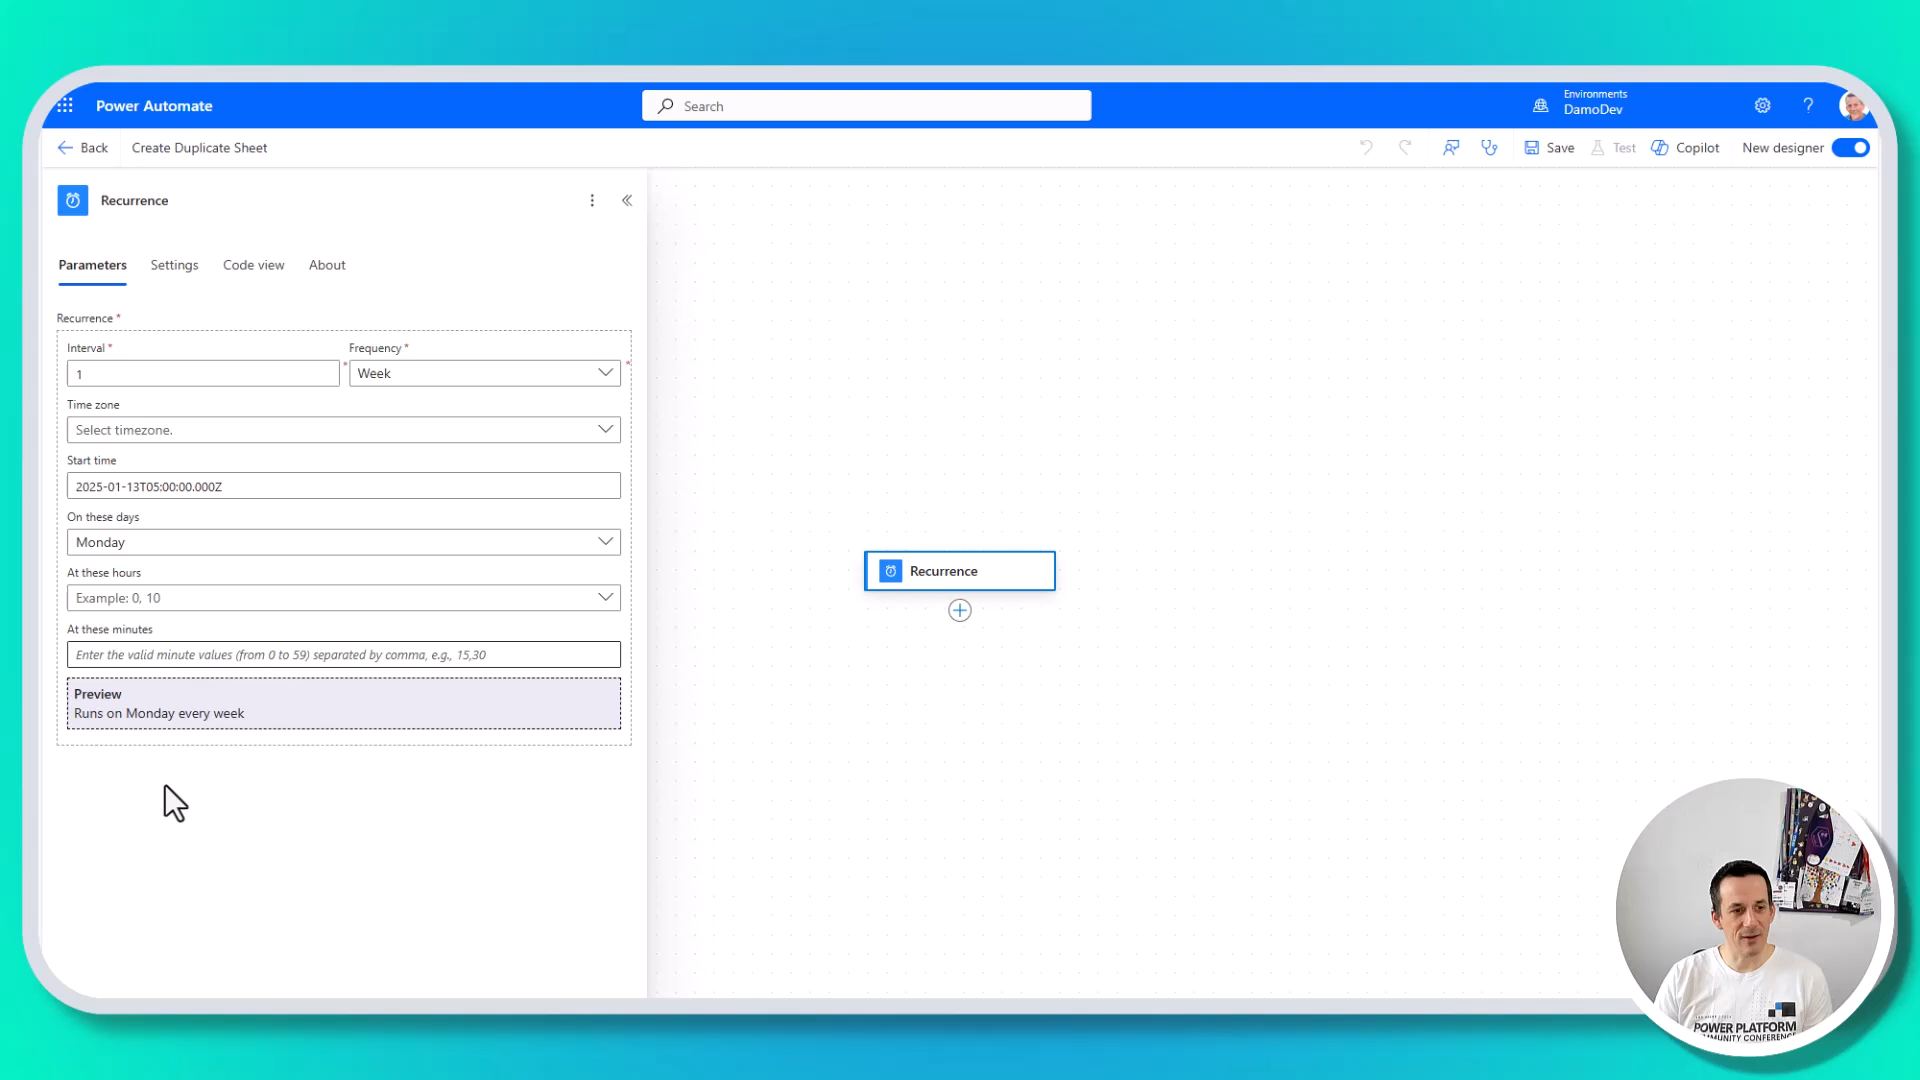 Power Automate
Search
Environments
DamoDev
Back
Create Duplicate Sheet
Save
Test
Copilot
New designer
Recurrence
Parameters
Settings
Code view
About
Recurrence *
Interval *
Frequency *
1
*
Week
*
Time zone
Select timezone.
Start time
2025-01-13T05:00:00.000Z
On these days
Monday
At these hours
Example: 0, 10
At these minutes
Enter the valid minute values (from 0 to 59) separated by comma, e.g., 15,30
Preview
Runs on Monday every week
Recurrence
POWER PLATFORM
MMUNITY CONFERENC